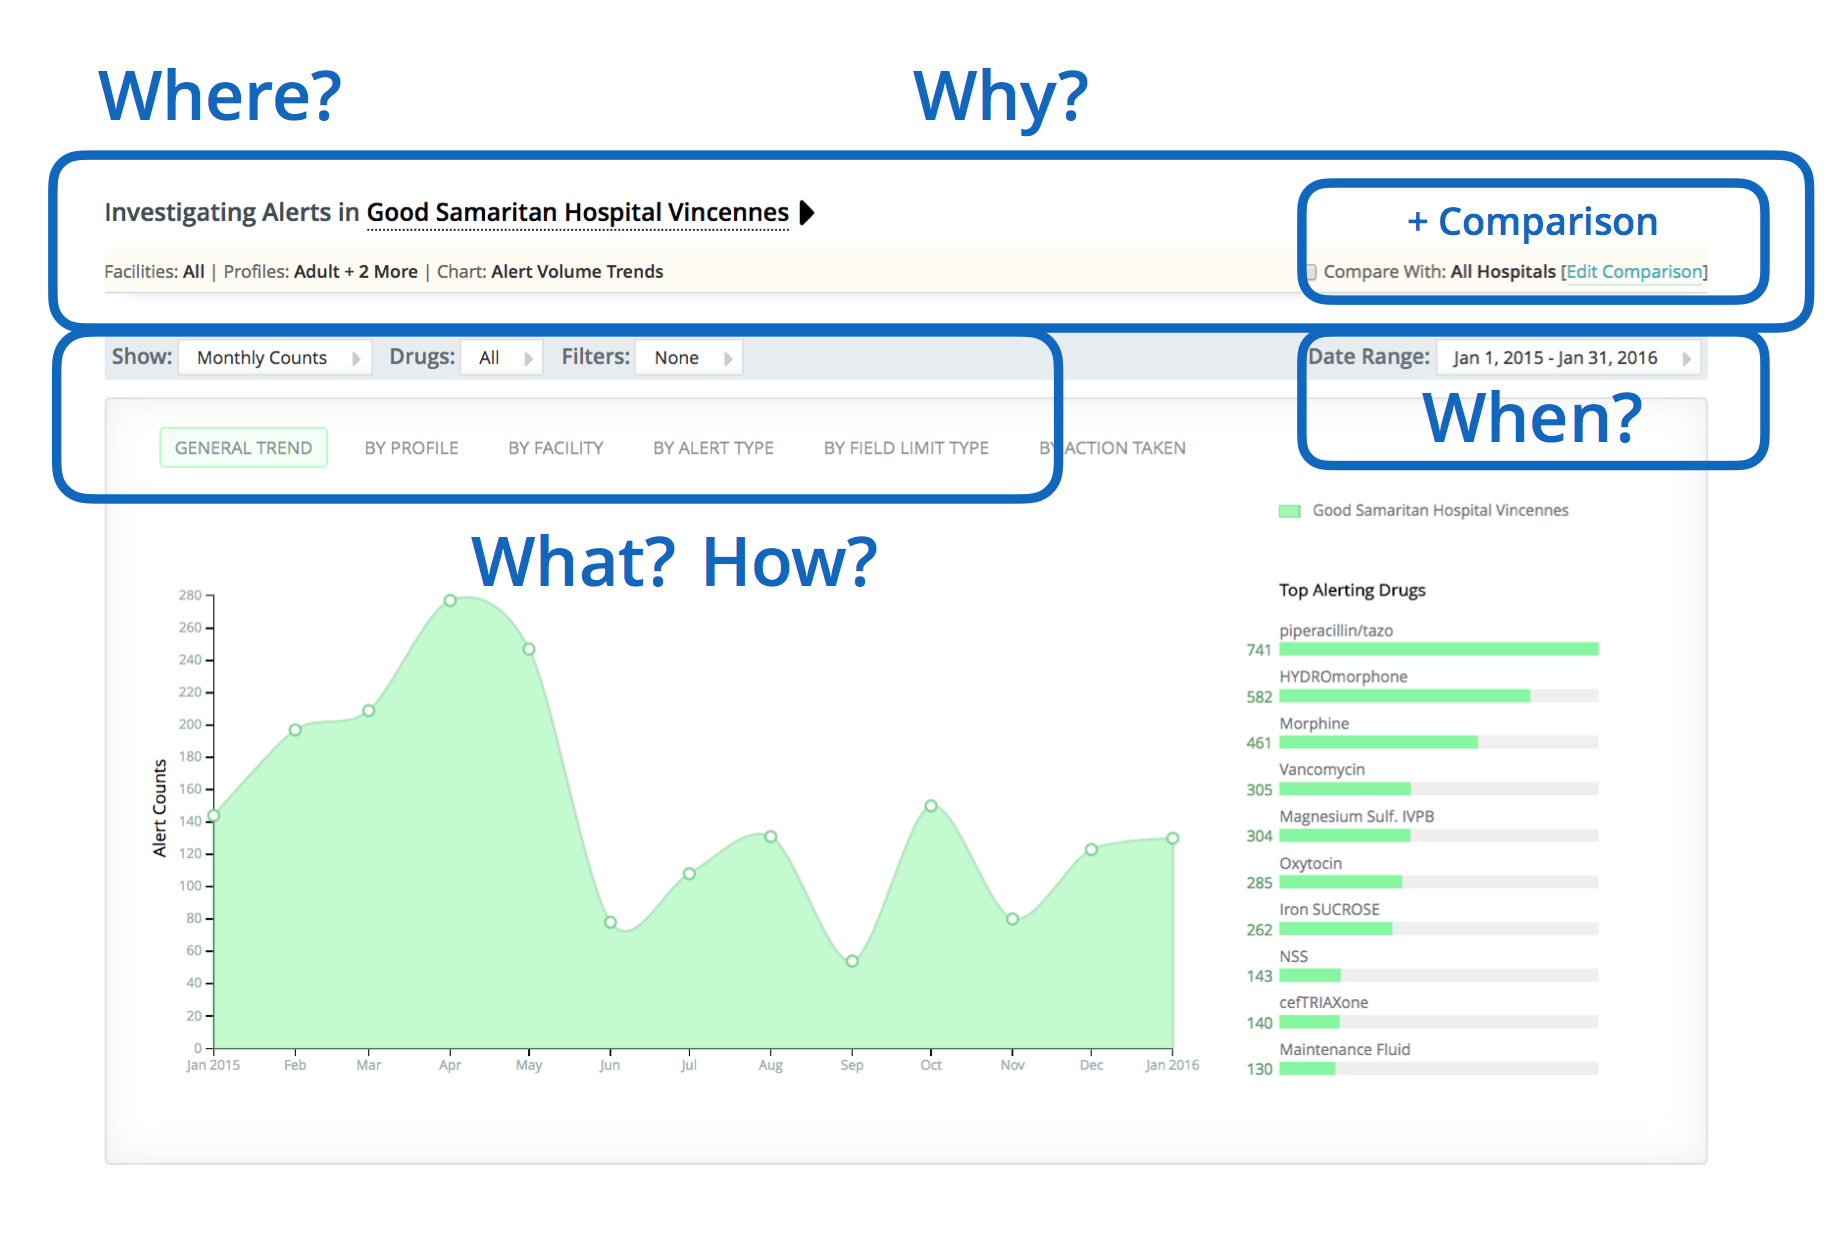 Where? Why?
Investigating Alerts in Good Samaritan Hospital Vincennes
+ Comparison
Facilities: All | Profiles: Adult + 2 More | Chart: Alert Volume Trends
Compare With: All Hospitals [Edit Comparison]
Show: Monthly Counts Drugs: All Filters: None
Date Range: Jan 1, 2015 - Jan 31, 2016
When?
GENERAL TREND BY PROFILE BY FACILITY BY ALERT TYPE BY FIELD LIMIT TYPE BY ACTION TAKEN
Good Samaritan Hospital Vincennes
What? How?
Alert Counts
280
260
240
220
200
180
160
140
120
100
80
60
40
20
0
Jan 2015 Feb Mar Apr May Jun Jul Aug Sep Oct Nov Dec Jan 2016
Top Alerting Drugs
piperacillin/tazo
741
HYDROmorphone
582
Morphine
461
Vancomycin
305
Magnesium Sulf. IVPB
304
Oxytocin
285
Iron SUCROSE
262
NSS
143
cefTRIAXone
140
Maintenance Fluid
130